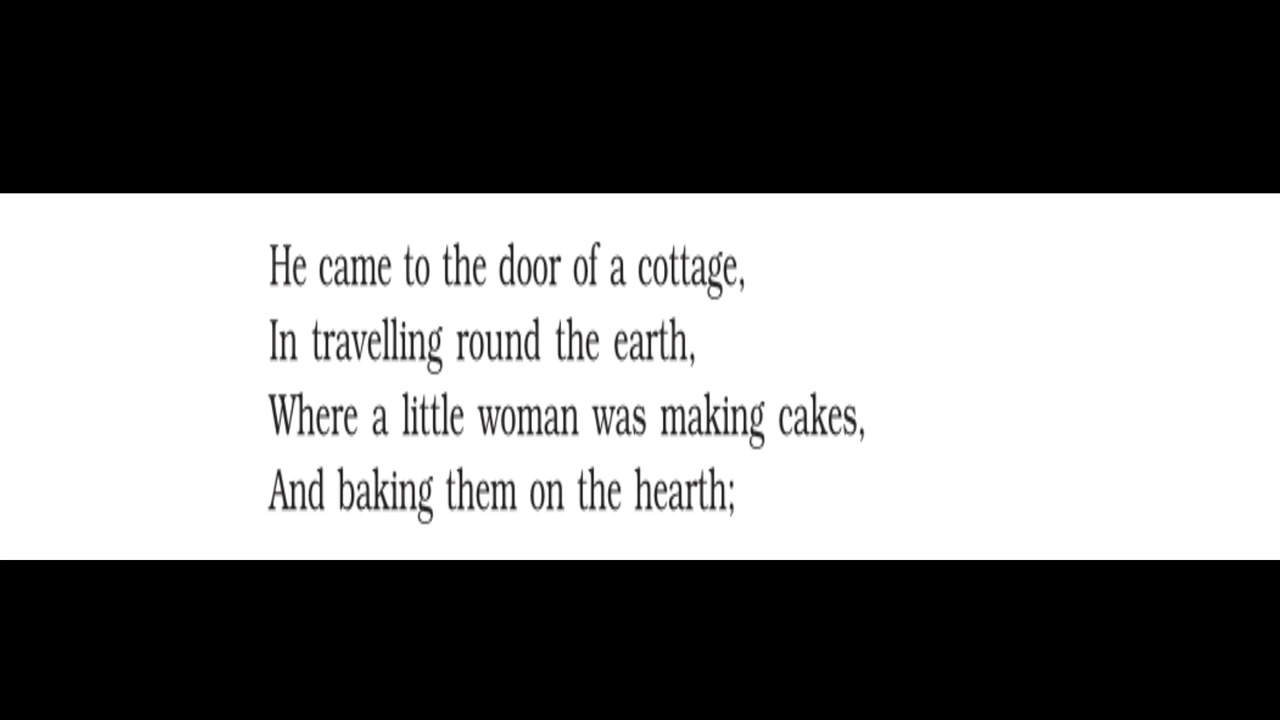 He came to the door of a cottage,
In travelling round the earth,
Where a little woman was making cakes,
And baking them on the hearth;